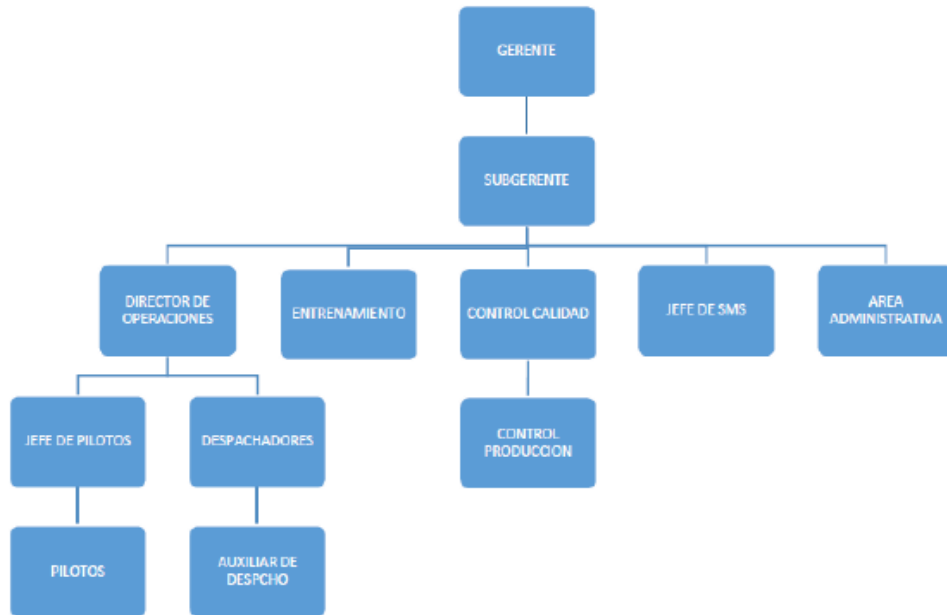 GERENTE
SUBGERENTE
DIRECTOR DE
OPERACIONES
ENTRENAMIENTO
CONTROL CALIDAD
JEFE DE SMS
AREA
ADMINISTRATIVA
JEFE DE PILOTOS
DESPACHADORES
CONTROL
PRODUCCION
PILOTOS
AUXILIAR DE
DESPCHO